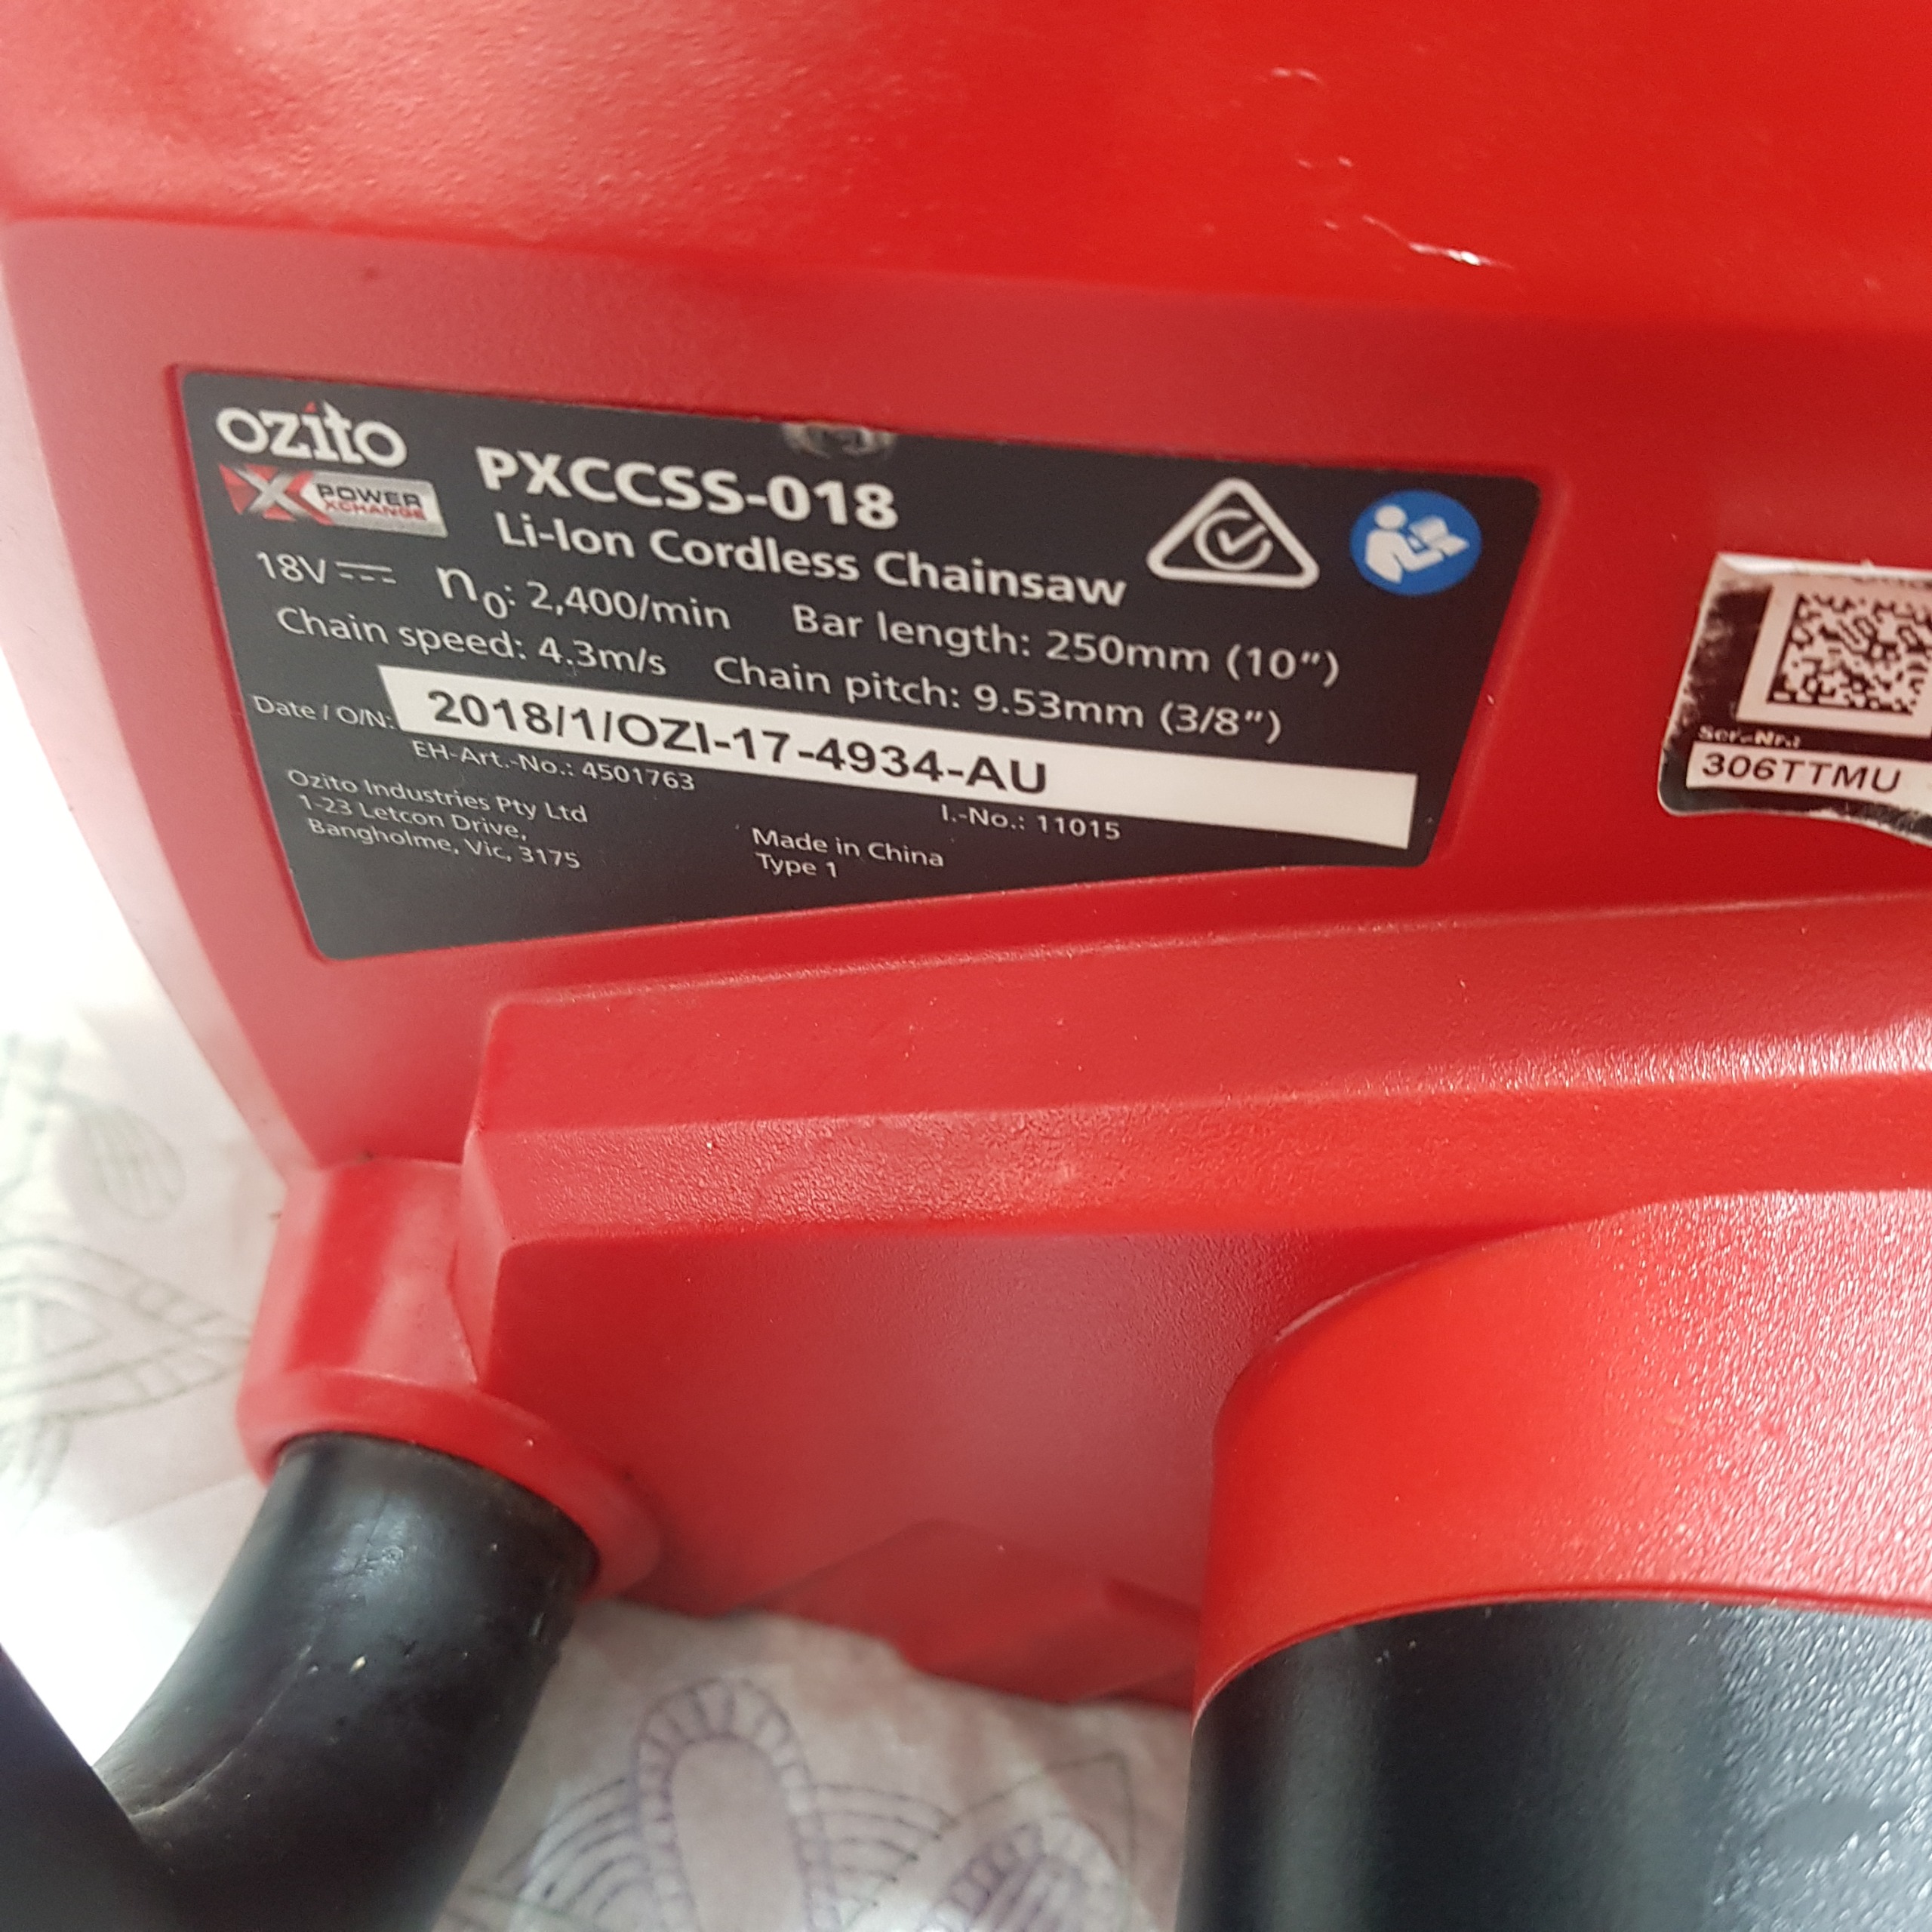 ozito
POWER
XCHANGE
PXCCSS-018
Li-Ion Cordless Chainsaw
18V n0: 2,400/min Bar length: 250mm (10")
Chain speed: 4.3m/s Chain pitch: 9.53mm (3/8")
Date / O/N: 2018/1/OZI-17-4934-AU
EH-Art.-No.: 4501763 I.-No.: 11015
Ozito Industries Pty Ltd
1-23 Letcon Drive,
Bangholme, Vic, 3175
Made in China
Type 1
Ser.-Nr.:
306TTMU